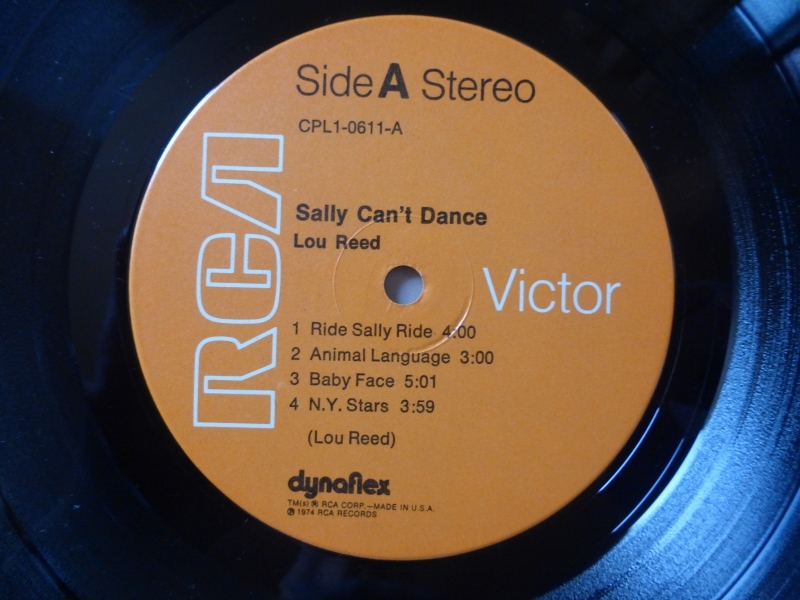 Side A Stereo
CPL1-0611-A
RCA
Sally Can't Dance
Lou Reed
Victor
1 Ride Sally Ride 4:00
2 Animal Language 3:00
3 Baby Face 5:01
4 N.Y. Stars 3:59
(Lou Reed)
dynaflex
TM(s) ® RCA CORP.—MADE IN U.S.A.
℗ 1974 RCA RECORDS